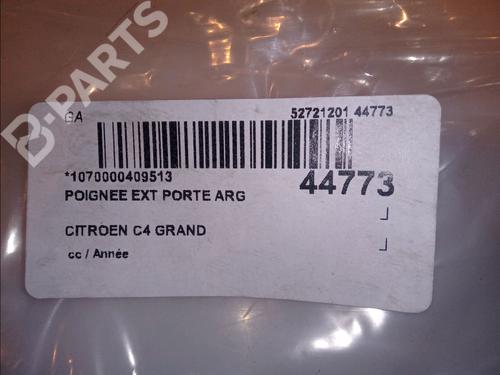 B-PARTS
GA 52721201 44773
*1070000409513 44773
POIGNEE EXT PORTE ARG
CITROEN C4 GRAND
cc / Année